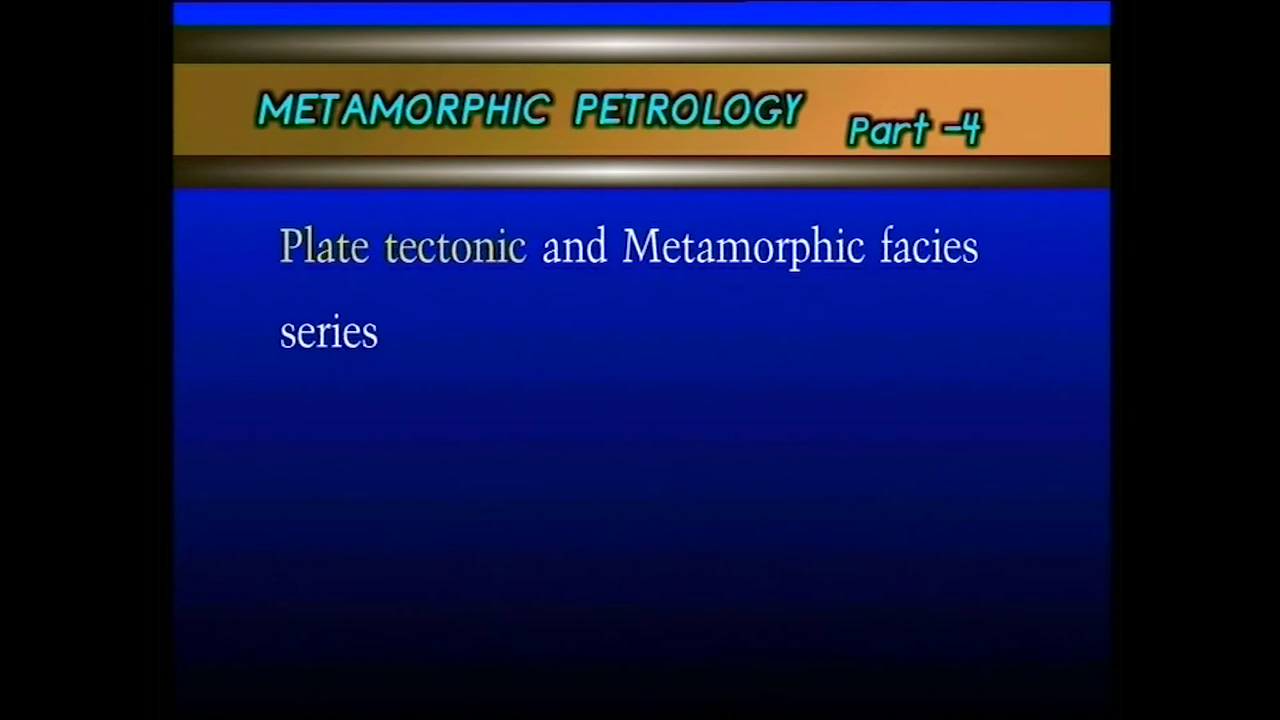 METAMORPHIC PETROLOGY Part -4
Plate tectonic and Metamorphic facies
series